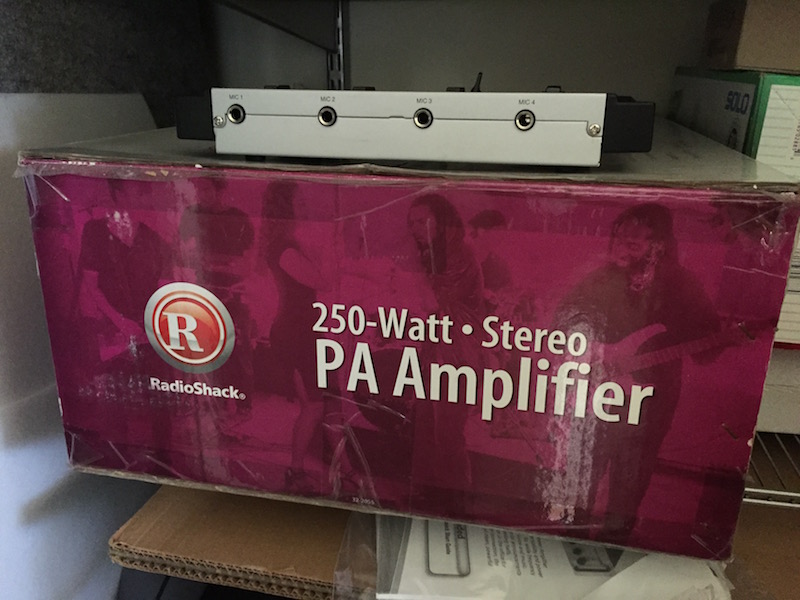 MIC 1 MIC 2 MIC 3 MIC 4
SOLO
R
RadioShack®
250-Watt • Stereo
PA Amplifier